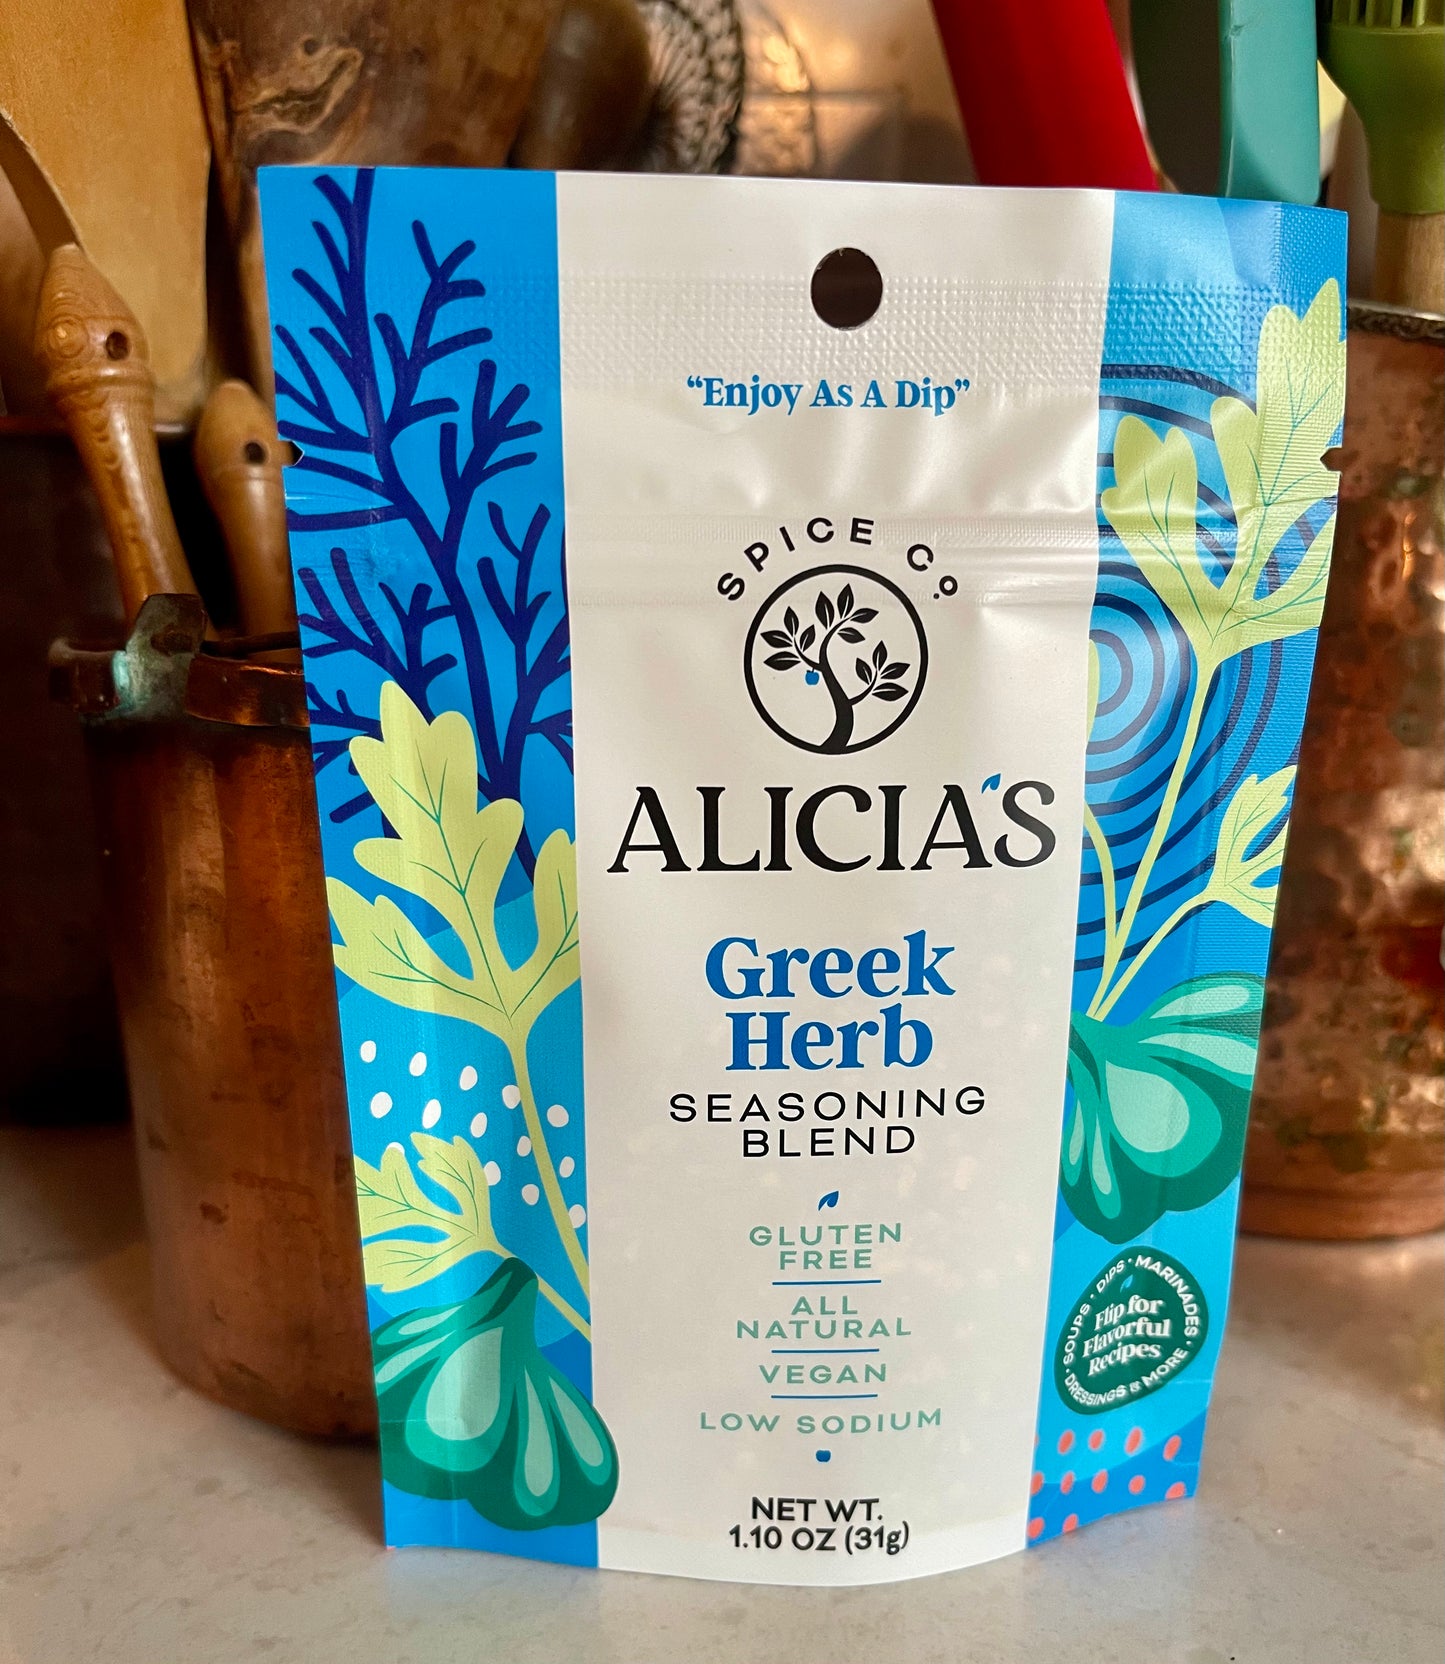 “Enjoy As A Dip”
SPICE Co.
ALICIA'S
Greek
Herb
SEASONING
BLEND
GLUTEN
FREE
ALL
NATURAL
VEGAN
LOW SODIUM
NET WT.
1.10 OZ (31g)
SOUPS • DIPS • MARINADES • DRESSINGS & MORE •
Flip for
Flavorful
Recipes